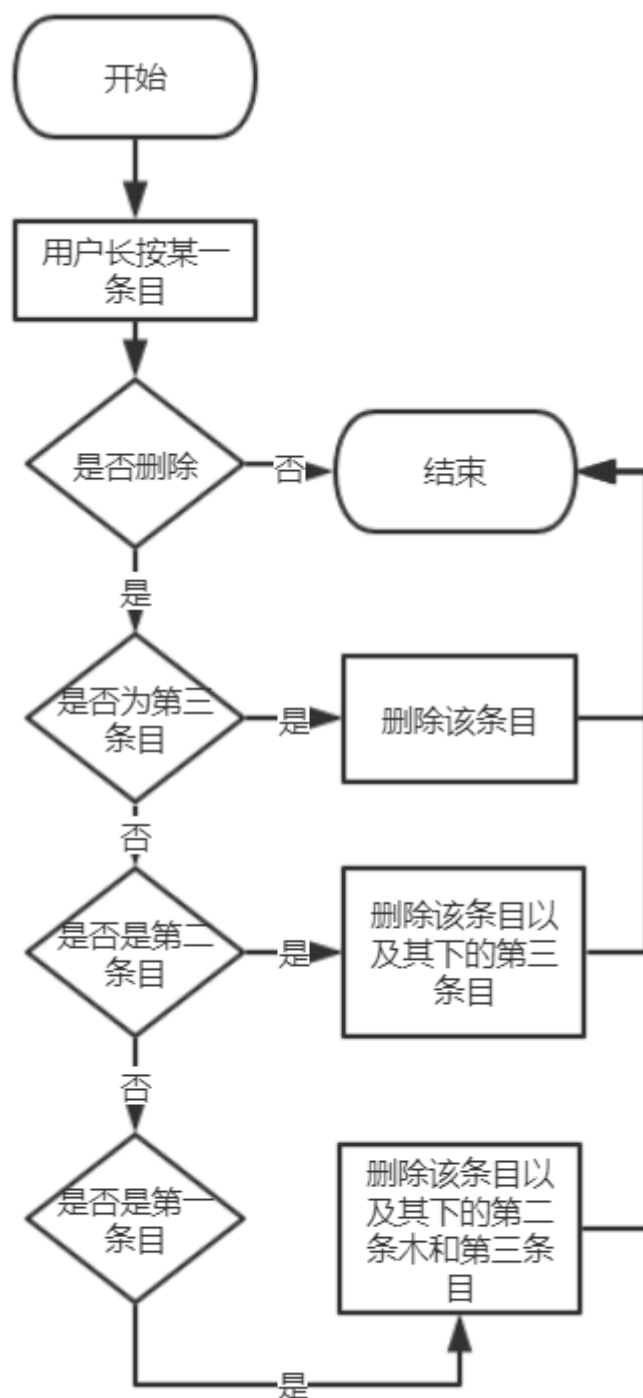 开始
用户长按某一
条目
是否删除
否
结束
是
是否为第三
条目
是
删除该条目
否
是否是第二
条目
是
删除该条目以
及其下的第三
条目
否
是否是第一
条目
删除该条目以
及其下的第二
条木和第三条
目
是